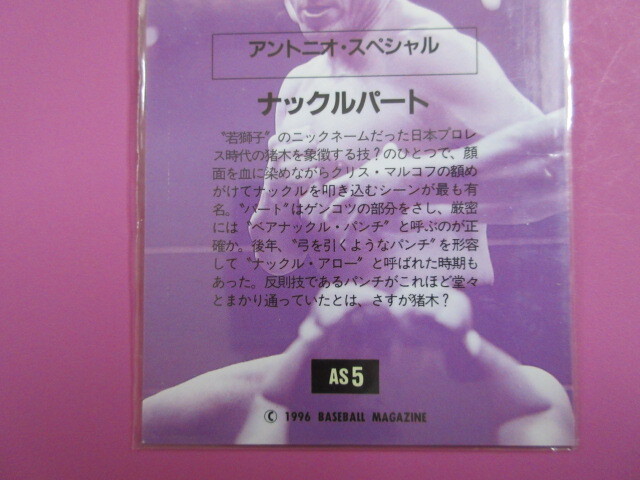 アントニオ・スペシャル
ナックルパート
〝若獅子〟のニックネームだった日本プロレ
ス時代の猪木を象徴する技？のひとつで、顔
面を血に染めながらクリス・マルコフの額め
がけてナックルを叩き込むシーンが最も有
名。〝パート〟はゲンコツの部分をさし、厳密
には〝ベアナックル・パンチ〟と呼ぶのが正
確か。後年、〝弓を引くようなパンチ〟を形容
して〝ナックル・アロー〟と呼ばれた時期も
あった。反則技であるパンチがこれほど堂々
とまかり通っていたとは、さすが猪木？
AS5
© 1996 BASEBALL MAGAZINE